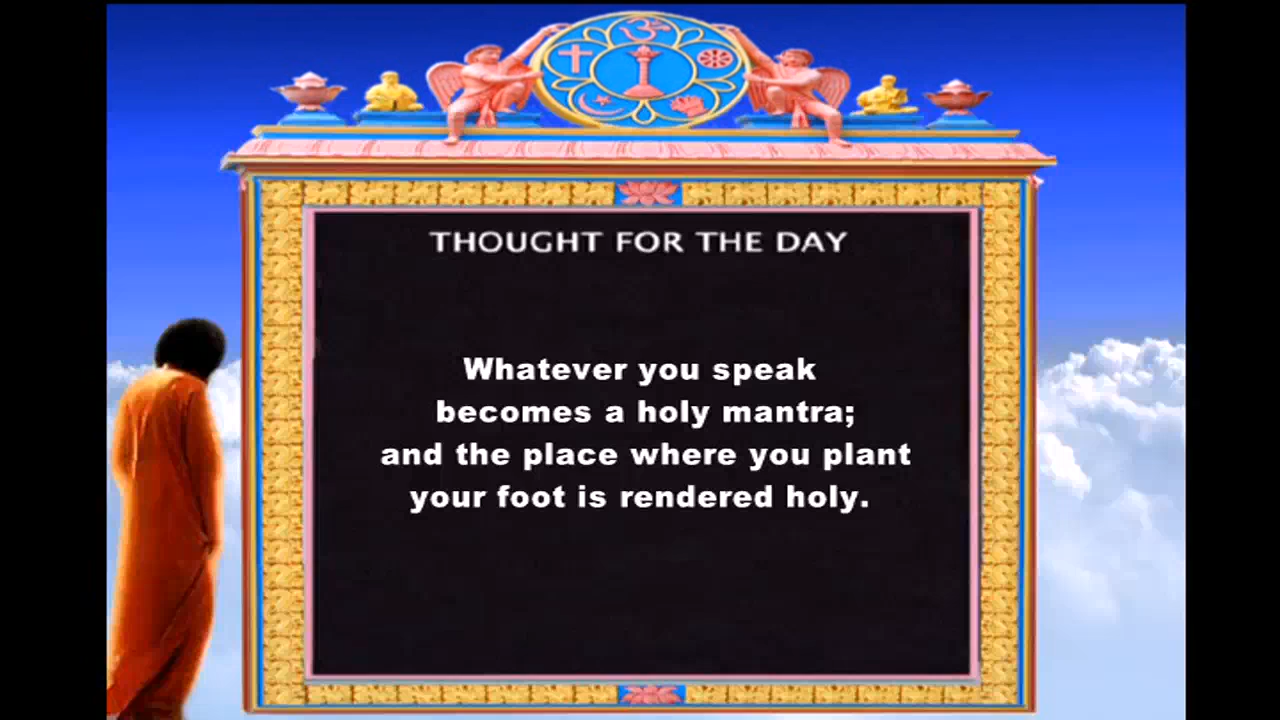 THOUGHT FOR THE DAY
Whatever you speak
becomes a holy mantra;
and the place where you plant
your foot is rendered holy.